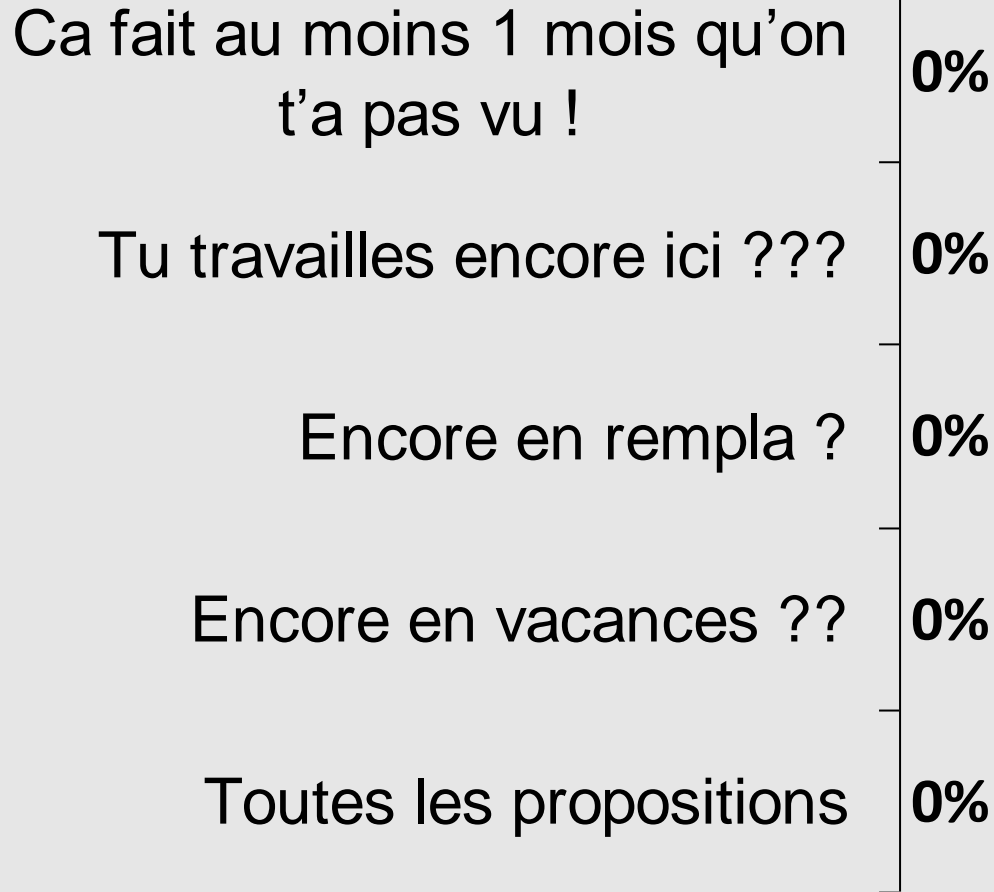 Ca fait au moins 1 mois qu’on
t’a pas vu !
0%
Tu travailles encore ici ???
0%
Encore en rempla ?
0%
Encore en vacances ??
0%
Toutes les propositions
0%